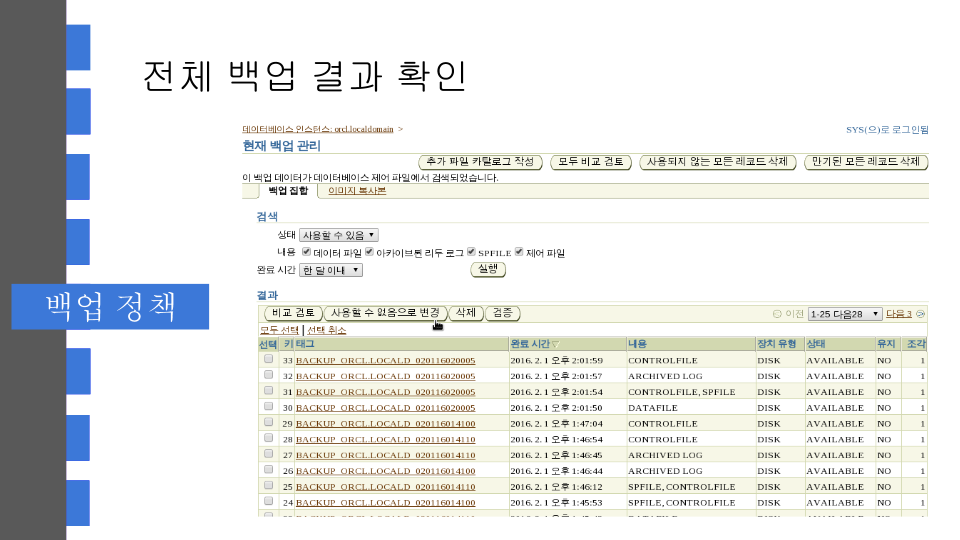 전체 백업 결과 확인
백업 정책
데이터베이스 인스턴스: orcl.localdomain >
SYS(으)로 로그인됨
현재 백업 관리
추가 파일 카탈로그 작성 모두 비교 검토 사용되지 않는 모든 레코드 삭제 만기된 모든 레코드 삭제
이 백업 데이터가 데이터베이스 제어 파일에서 검색되었습니다.
백업 집합 이미지 복사본
검색
상태 사용할 수 있음
내용 데이터 파일 아카이브된 리두 로그 SPFILE 제어 파일
완료 시간 한 달 이내 실행
결과
비교 검토 사용할 수 없음으로 변경 삭제 검증 이전 1-25 다음28 다음 3
모두 선택 | 선택 취소
선택 키 태그 완료 시간 내용 장치 유형 상태 유지 조각
33 BACKUP_ORCL.LOCALD_020116020005 2016. 2. 1 오후 2:01:59 CONTROLFILE DISK AVAILABLE NO 1
32 BACKUP_ORCL.LOCALD_020116020005 2016. 2. 1 오후 2:01:57 ARCHIVED LOG DISK AVAILABLE NO 1
31 BACKUP_ORCL.LOCALD_020116020005 2016. 2. 1 오후 2:01:54 CONTROLFILE, SPFILE DISK AVAILABLE NO 1
30 BACKUP_ORCL.LOCALD_020116020005 2016. 2. 1 오후 2:01:50 DATAFILE DISK AVAILABLE NO 1
29 BACKUP_ORCL.LOCALD_020116014100 2016. 2. 1 오후 1:47:04 CONTROLFILE DISK AVAILABLE NO 1
28 BACKUP_ORCL.LOCALD_020116014110 2016. 2. 1 오후 1:46:54 CONTROLFILE DISK AVAILABLE NO 1
27 BACKUP_ORCL.LOCALD_020116014110 2016. 2. 1 오후 1:46:45 ARCHIVED LOG DISK AVAILABLE NO 1
26 BACKUP_ORCL.LOCALD_020116014100 2016. 2. 1 오후 1:46:44 ARCHIVED LOG DISK AVAILABLE NO 1
25 BACKUP_ORCL.LOCALD_020116014110 2016. 2. 1 오후 1:46:12 SPFILE, CONTROLFILE DISK AVAILABLE NO 1
24 BACKUP_ORCL.LOCALD_020116014100 2016. 2. 1 오후 1:45:53 SPFILE, CONTROLFILE DISK AVAILABLE NO 1